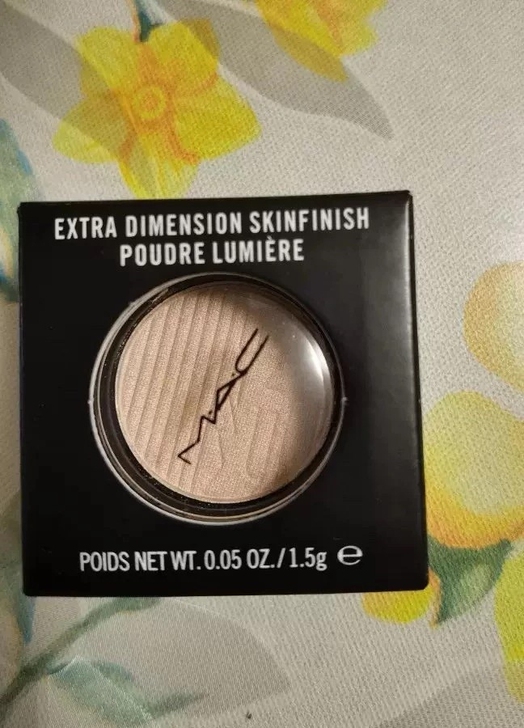 EXTRA DIMENSION SKINFINISH
POUDRE LUMIÈRE
M·A·C
POIDS NET WT. 0.05 OZ./1.5g ℮